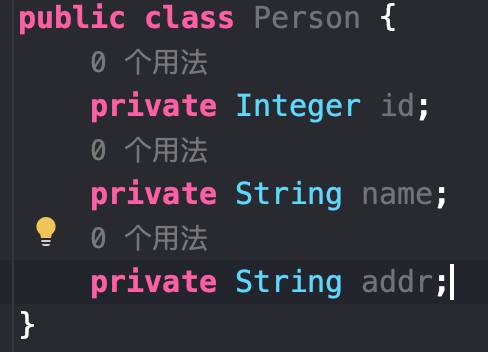 public class Person {
0 个用法
private Integer id;
0 个用法
private String name;
0 个用法
private String addr;
}